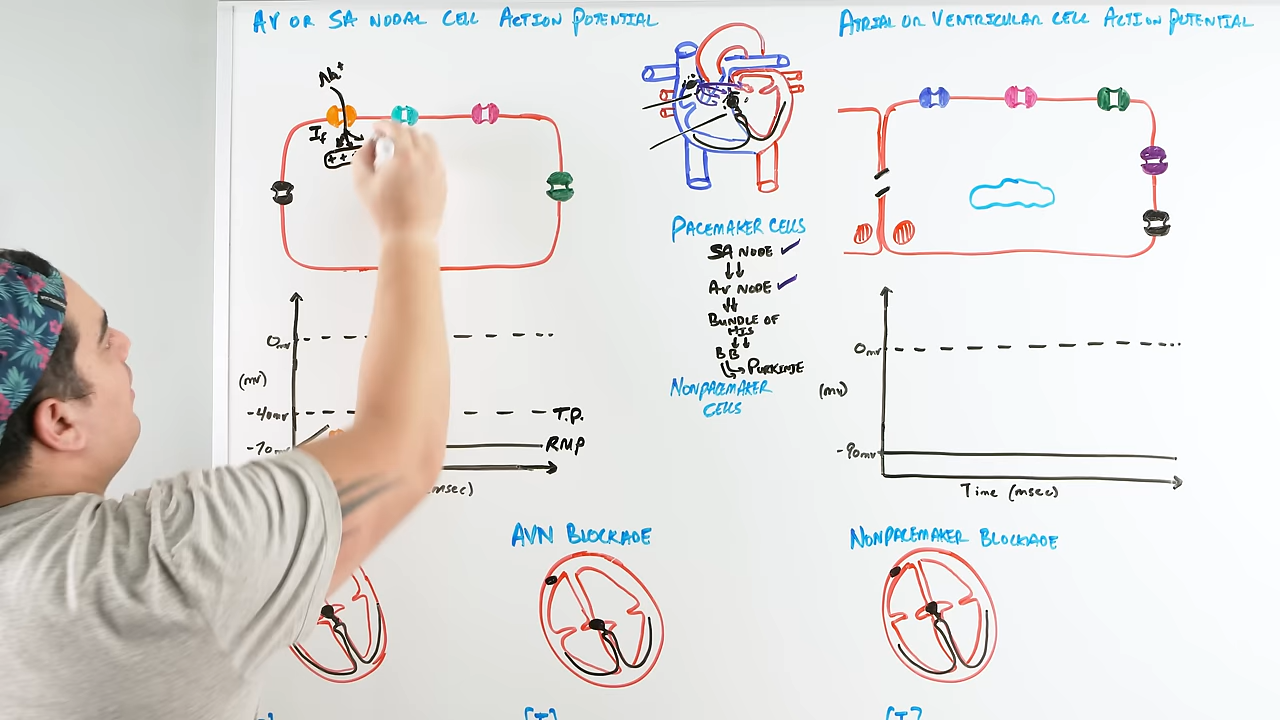 AV OR SA NODAL CELL ACTION POTENTIAL
Na+
If
+ +
0mv
(mv)
-40mv
T.P.
-70mv
RMP
msec)
PACEMAKER CELLS
SA NODE ✓
↓↓
AV NODE ✓
↓↓
BUNDLE OF
HIS
↓↓
BB
↳ PURKINJE
NONPACEMAKER
CELLS
ATRIAL OR VENTRICULAR CELL ACTION POTENTIAL
0mv
(mv)
-90mv
Time (msec)
AVN BLOCKADE
NONPACEMAKER BLOCKADE